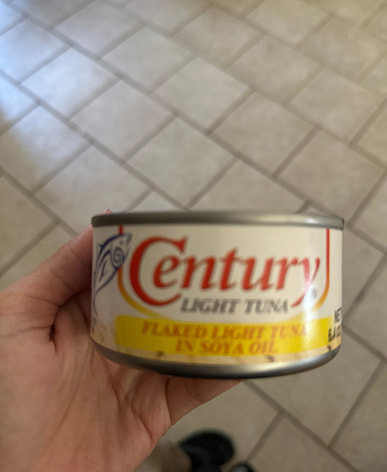 Century
LIGHT TUNA
FLAKED LIGHT TUNA
IN SOYA OIL